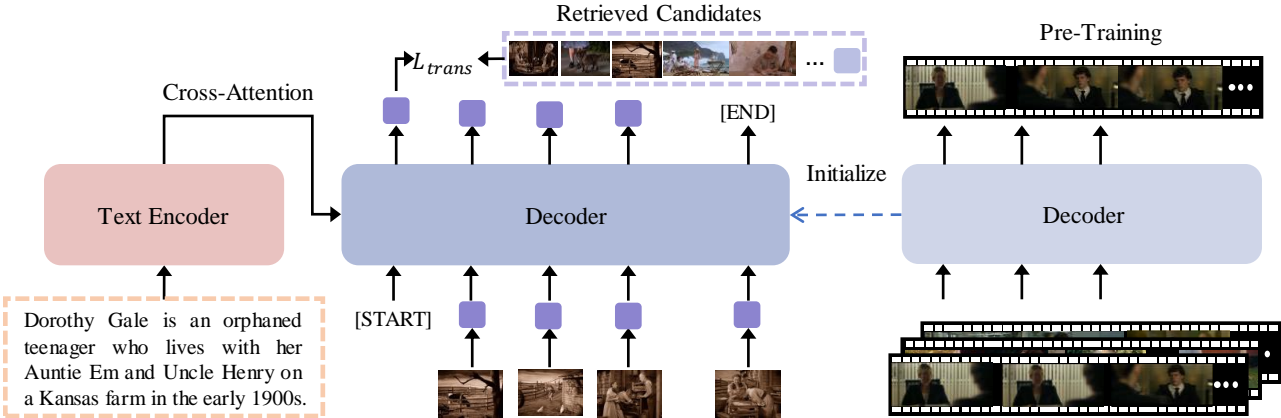 Retrieved Candidates
Pre-Training
L_trans
...
Cross-Attention
[END]
Initialize
Text Encoder
Decoder
Decoder
[START]
Dorothy Gale is an orphaned
teenager who lives with her
Auntie Em and Uncle Henry on
a Kansas farm in the early 1900s.